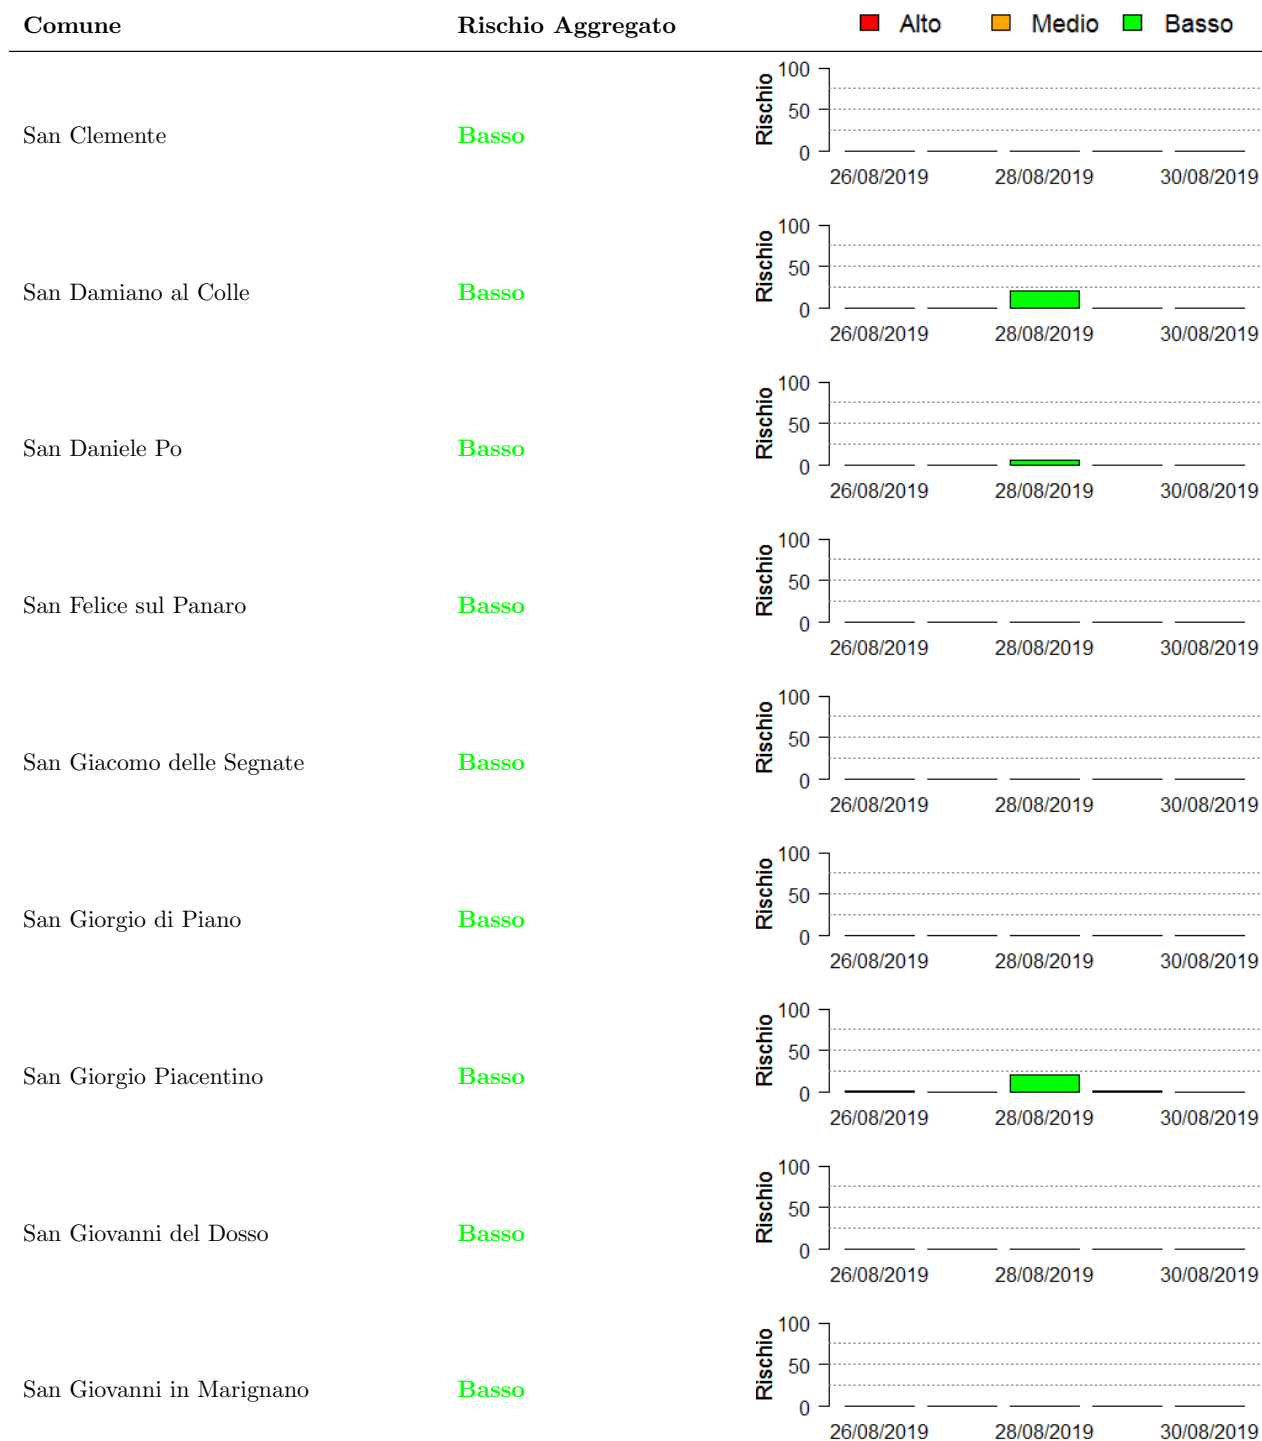 Comune Rischio Aggregato Alto Medio Basso
San Clemente Basso
Rischio
100
50
0
26/08/2019 28/08/2019 30/08/2019
San Damiano al Colle Basso
Rischio
100
50
0
26/08/2019 28/08/2019 30/08/2019
San Daniele Po Basso
Rischio
100
50
0
26/08/2019 28/08/2019 30/08/2019
San Felice sul Panaro Basso
Rischio
100
50
0
26/08/2019 28/08/2019 30/08/2019
San Giacomo delle Segnate Basso
Rischio
100
50
0
26/08/2019 28/08/2019 30/08/2019
San Giorgio di Piano Basso
Rischio
100
50
0
26/08/2019 28/08/2019 30/08/2019
San Giorgio Piacentino Basso
Rischio
100
50
0
26/08/2019 28/08/2019 30/08/2019
San Giovanni del Dosso Basso
Rischio
100
50
0
26/08/2019 28/08/2019 30/08/2019
San Giovanni in Marignano Basso
Rischio
100
50
0
26/08/2019 28/08/2019 30/08/2019